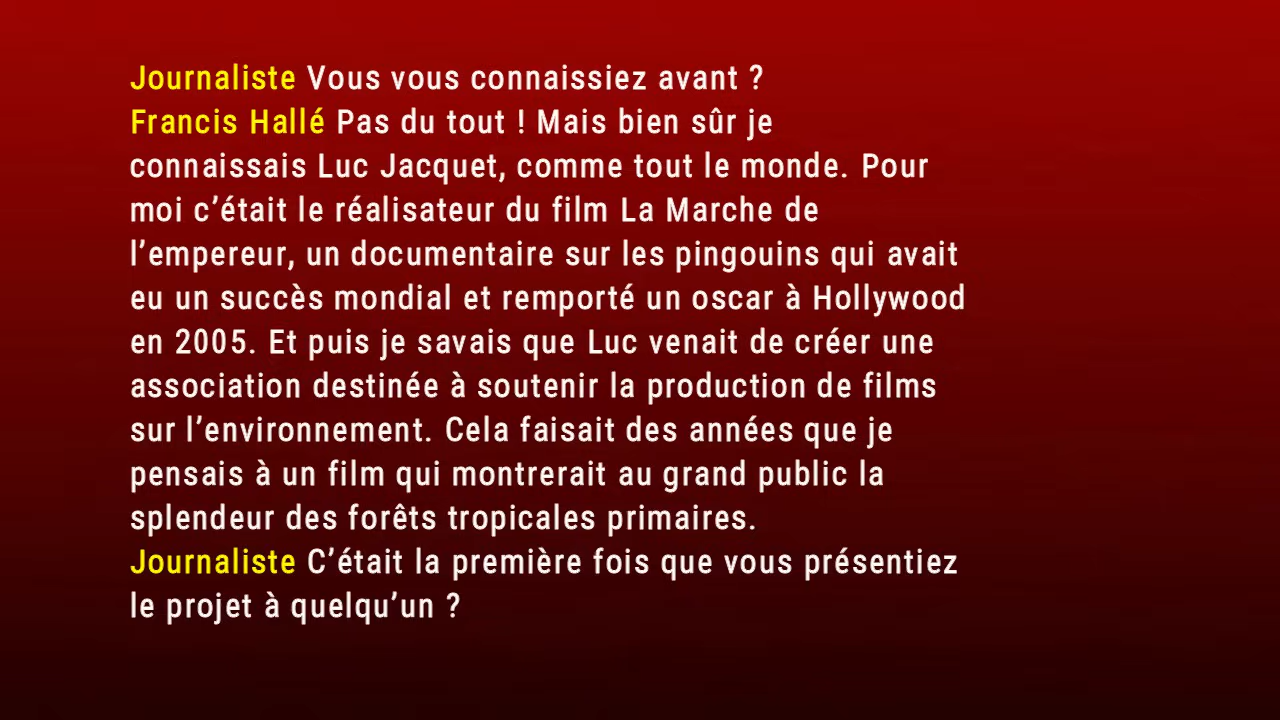 Journaliste Vous vous connaissiez avant ?
Francis Hallé Pas du tout ! Mais bien sûr je
connaissais Luc Jacquet, comme tout le monde. Pour
moi c’était le réalisateur du film La Marche de
l’empereur, un documentaire sur les pingouins qui avait
eu un succès mondial et remporté un oscar à Hollywood
en 2005. Et puis je savais que Luc venait de créer une
association destinée à soutenir la production de films
sur l’environnement. Cela faisait des années que je
pensais à un film qui montrerait au grand public la
splendeur des forêts tropicales primaires.
Journaliste C’était la première fois que vous présentiez
le projet à quelqu’un ?